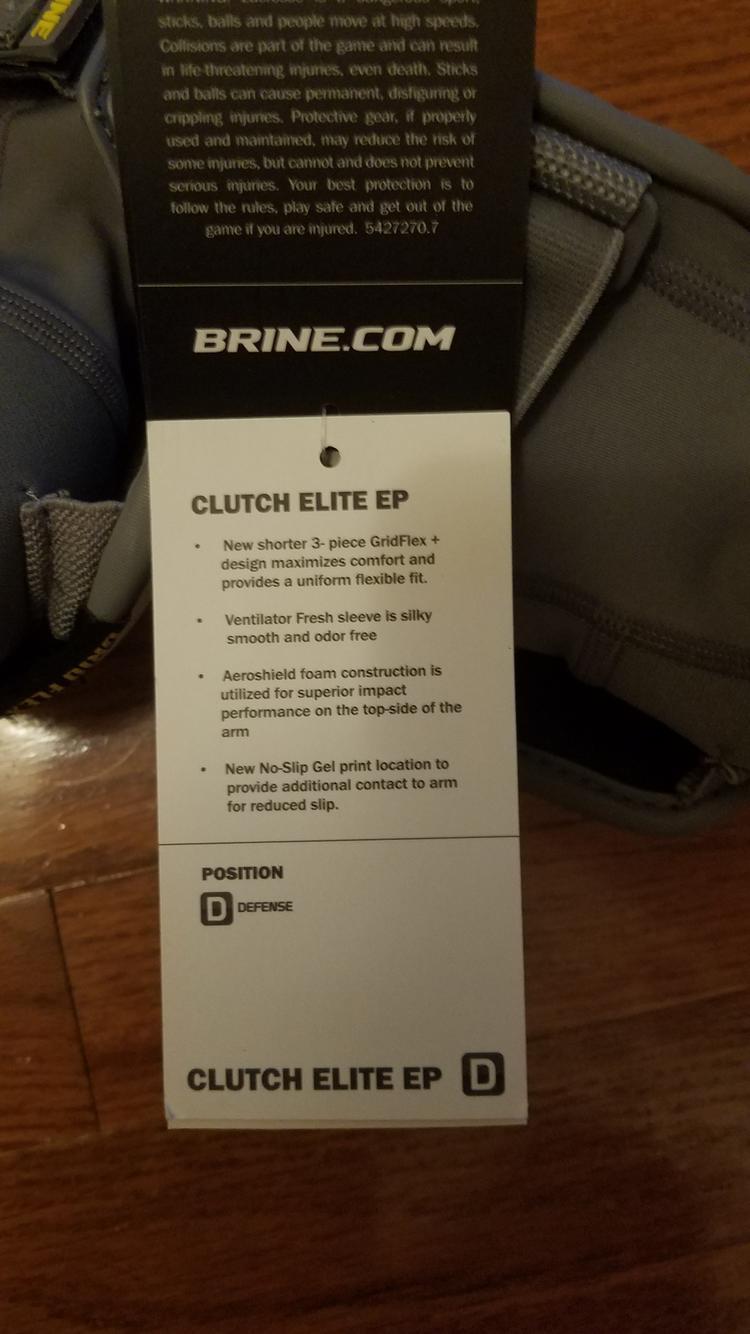 WARNING! Lacrosse is a dangerous sport,
sticks, balls and people move at high speeds.
Collisions are part of the game and can result
in life-threatening injuries, even death. Sticks
and balls can cause permanent, disfiguring or
crippling injuries. Protective gear, if properly
used and maintained, may reduce the risk of
some injuries, but cannot and does not prevent
serious injuries. Your best protection is to
follow the rules, play safe and get out of the
game if you are injured. 5427270.7
BRINE.COM
CLUTCH ELITE EP
• New shorter 3- piece GridFlex +
design maximizes comfort and
provides a uniform flexible fit.
• Ventilator Fresh sleeve is silky
smooth and odor free
• Aeroshield foam construction is
utilized for superior impact
performance on the top-side of the
arm
• New No-Slip Gel print location to
provide additional contact to arm
for reduced slip.
POSITION
D DEFENSE
CLUTCH ELITE EP D